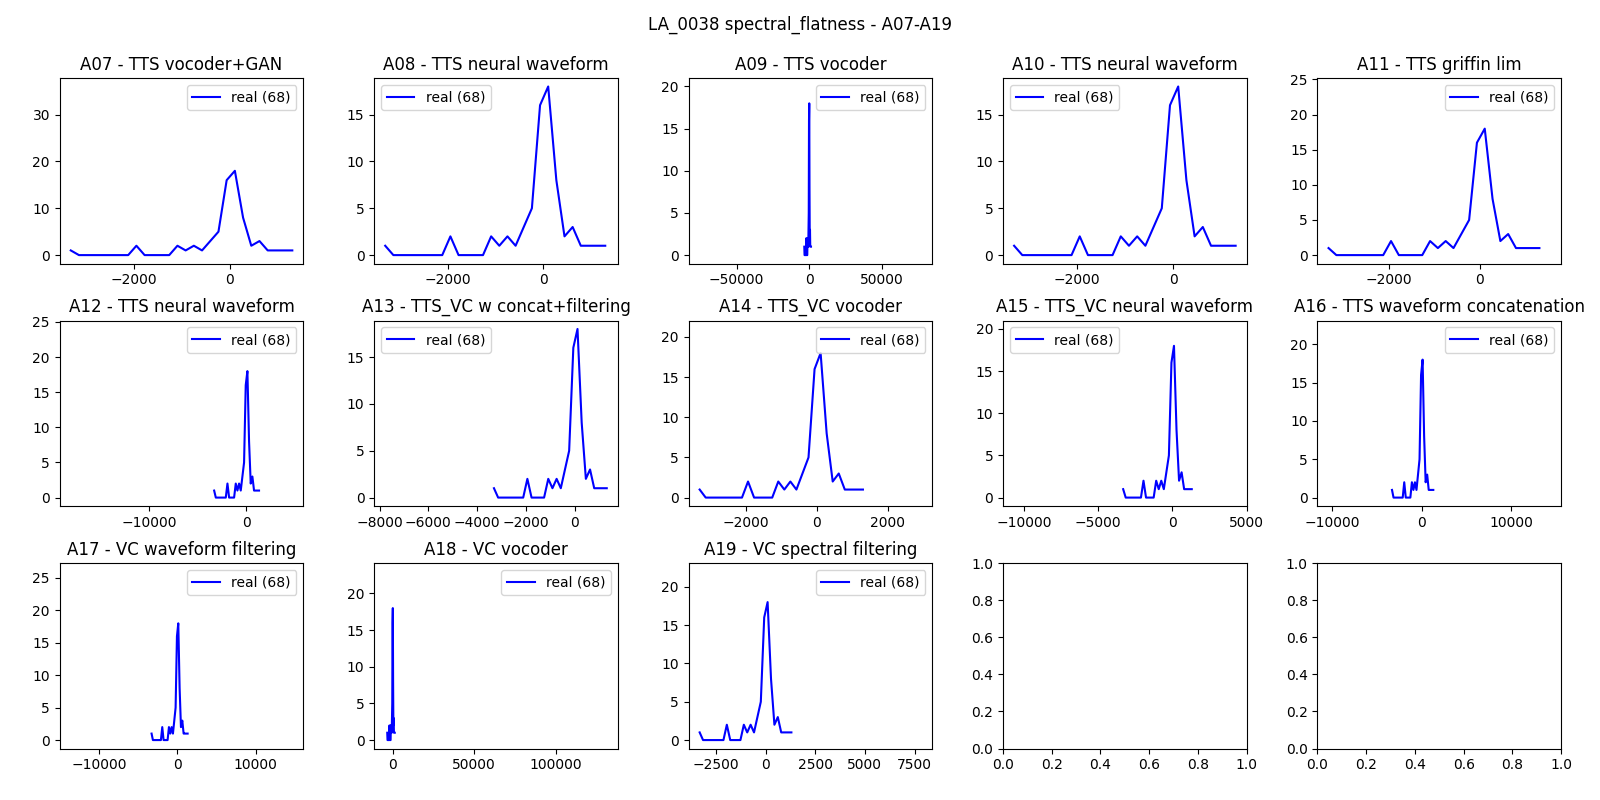 LA_0038 spectral_flatness - A07-A19
A07 - TTS vocoder+GAN
A08 - TTS neural waveform
A09 - TTS vocoder
A10 - TTS neural waveform
A11 - TTS griffin lim
real (68)
real (68)
real (68)
real (68)
real (68)
30
20
10
0
15
10
5
0
20
15
10
5
0
15
10
5
0
25
20
15
10
5
0
−2000 0
−2000 0
−50000 0 50000
−2000 0
−2000 0
A12 - TTS neural waveform
A13 - TTS_VC w concat+filtering
A14 - TTS_VC vocoder
A15 - TTS_VC neural waveform
A16 - TTS waveform concatenation
real (68)
real (68)
real (68)
real (68)
real (68)
25
20
15
10
5
0
15
10
5
0
20
15
10
5
0
20
15
10
5
0
20
15
10
5
0
−10000 0
−8000 −6000 −4000 −2000 0
−2000 0 2000
−10000 −5000 0 5000
−10000 0 10000
A17 - VC waveform filtering
A18 - VC vocoder
A19 - VC spectral filtering
real (68)
real (68)
real (68)
25
20
15
10
5
0
20
15
10
5
0
20
15
10
5
0
1.0
0.8
0.6
0.4
0.2
0.0
1.0
0.8
0.6
0.4
0.2
0.0
−10000 0 10000
0 50000 100000
−2500 0 2500 5000 7500
0.0 0.2 0.4 0.6 0.8 1.0
0.0 0.2 0.4 0.6 0.8 1.0